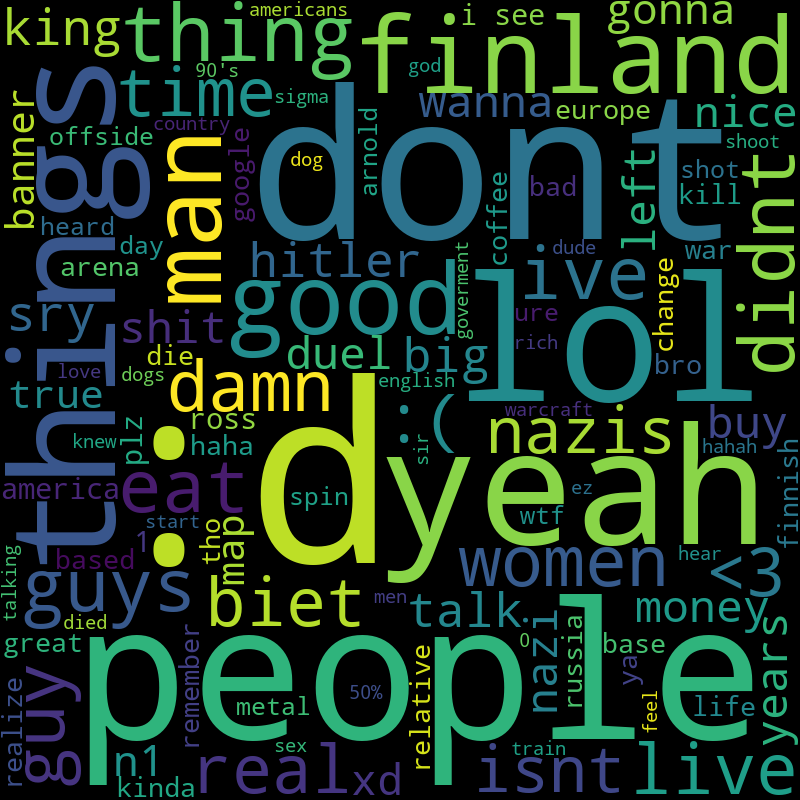 americans
i see
gonna
king
thing
finland
90's
god
time
sigma
wanna
europe
nice
banner
offside
country
google
dog
arnold
dont
shoot
shot
kill
left
didnt
things
man
heard
day
arena
hitler
coffee
bad
war
live
goverment
dude
change
sry
shit
good
lol
ure
rich
bro
die
duel
big
love
dogs
true
damn
english
:(
warcraft
buy
ross
haha
plz
knew
sir
nazis
hahah
america
eat
:d
yeah
spin
ez
wtf
finnish
start
1
tho
map
based
talking
guys
women
hear
<3
biet
men
talk
nazi
money
died
great
people
0
russia
base
ya
years
remember
relative
50%
metal
feel
life
realize
guy
n1
sex
train
kinda
real
xd
isnt
live